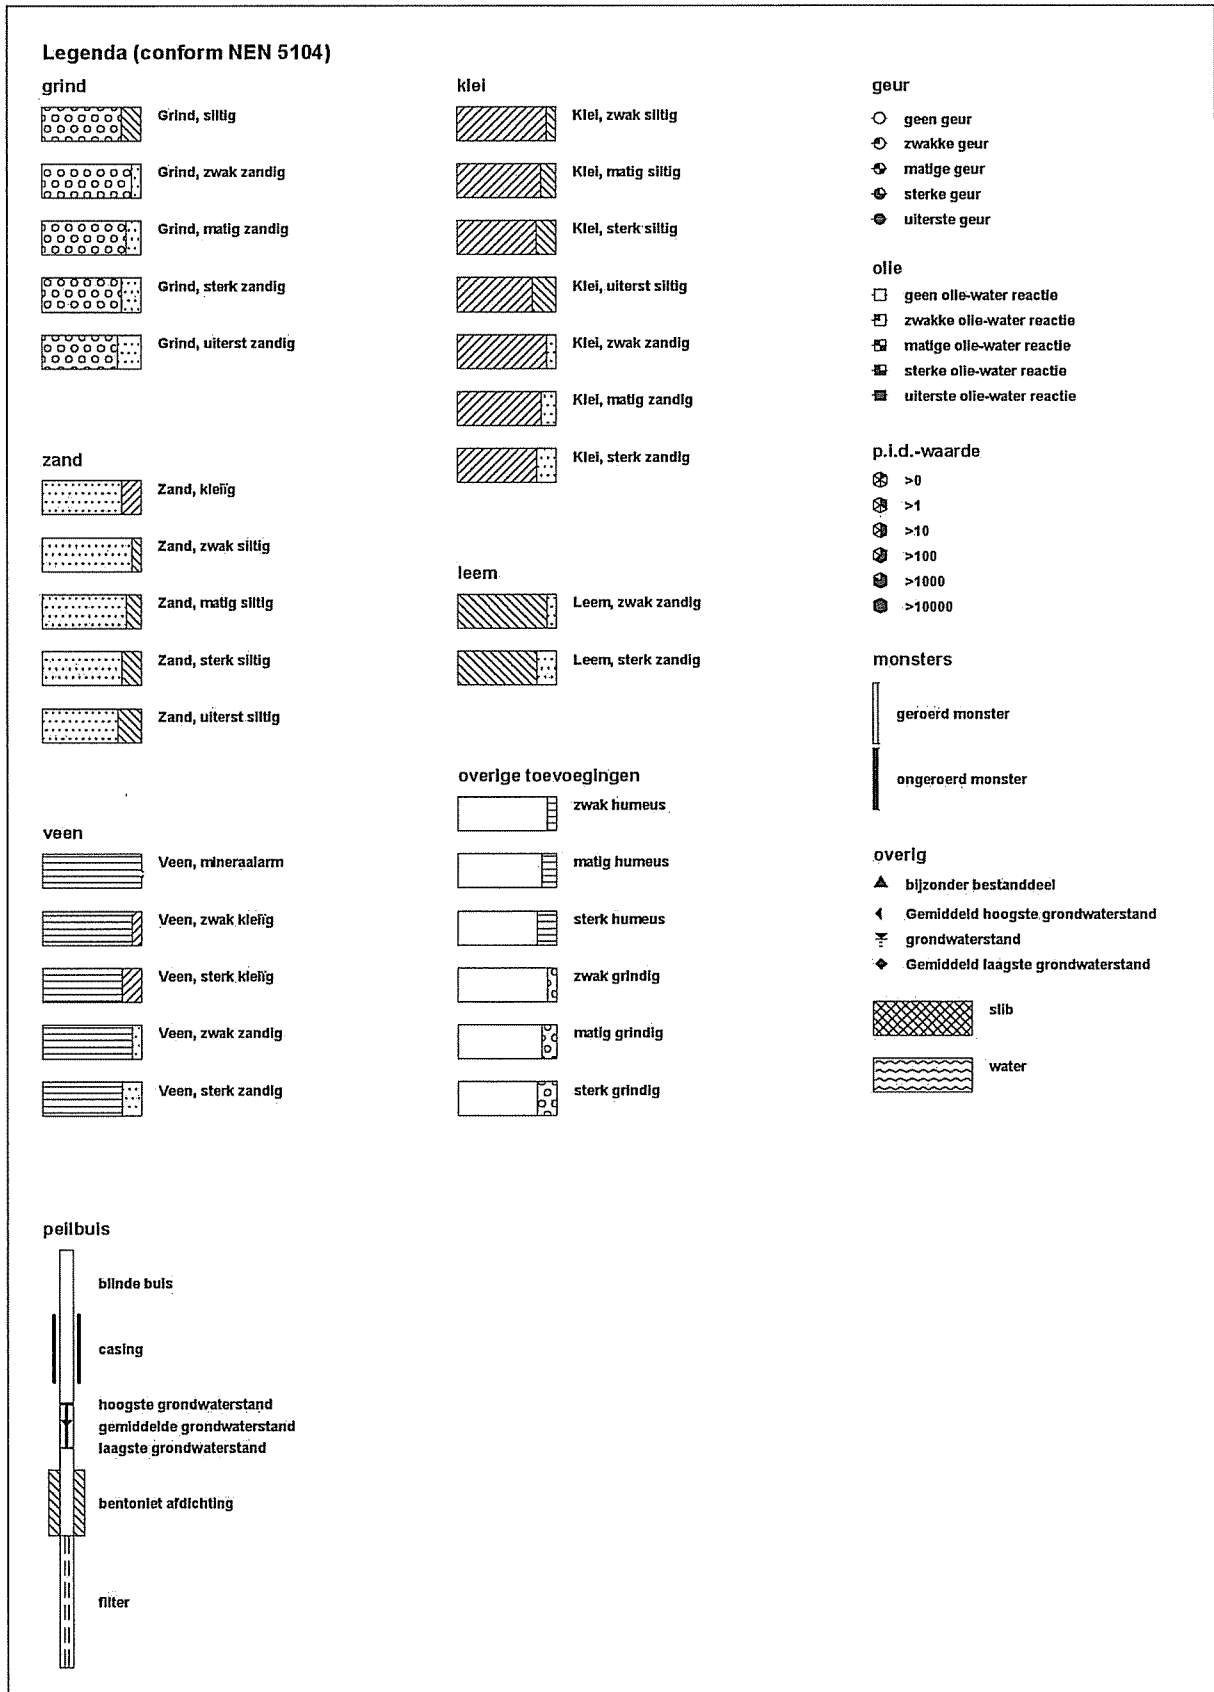 Legenda (conform NEN 5104)
grind
Grind, siltig
Grind, zwak zandig
Grind, matig zandig
Grind, sterk zandig
Grind, uiterst zandig
zand
Zand, kleiïg
Zand, zwak siltig
Zand, matig siltig
Zand, sterk siltig
Zand, uiterst siltig
veen
Veen, mineraalarm
Veen, zwak kleiïg
Veen, sterk kleiïg
Veen, zwak zandig
Veen, sterk zandig
peilbuis
blinde buis
casing
hoogste grondwaterstand
gemiddelde grondwaterstand
laagste grondwaterstand
bentoniet afdichting
filter
klei
Klei, zwak siltig
Klei, matig siltig
Klei, sterk siltig
Klei, uiterst siltig
Klei, zwak zandig
Klei, matig zandig
Klei, sterk zandig
leem
Leem, zwak zandig
Leem, sterk zandig
overige toevoegingen
zwak humeus
matig humeus
sterk humeus
zwak grindig
matig grindig
sterk grindig
geur
geen geur
zwakke geur
matige geur
sterke geur
uiterste geur
olie
geen olie-water reactie
zwakke olie-water reactie
matige olie-water reactie
sterke olie-water reactie
uiterste olie-water reactie
p.i.d.-waarde
>0
>1
>10
>100
>1000
>10000
monsters
geroerd monster
ongeroerd monster
overig
bijzonder bestanddeel
Gemiddeld hoogste grondwaterstand
grondwaterstand
Gemiddeld laagste grondwaterstand
slib
water